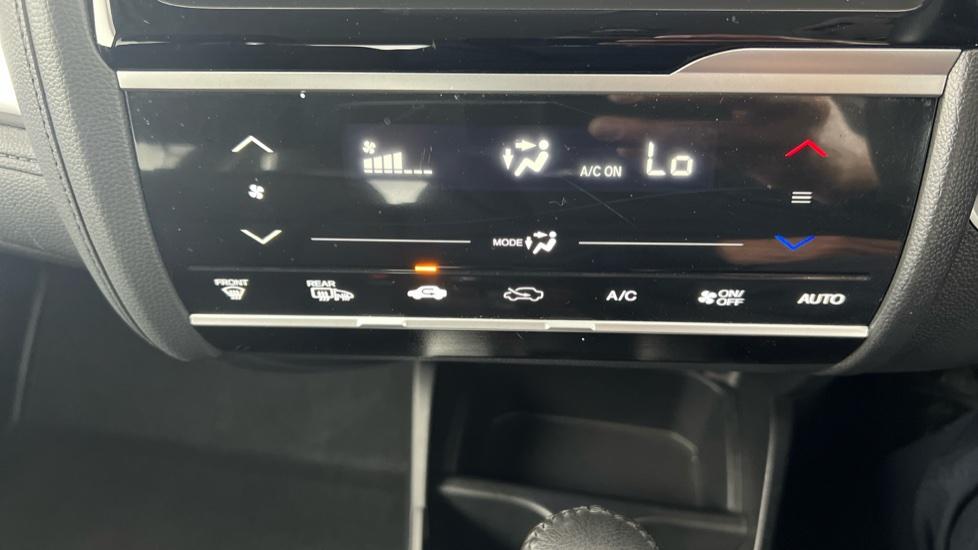 A/C ON Lo
MODE
FRONT REAR A/C ON/OFF AUTO